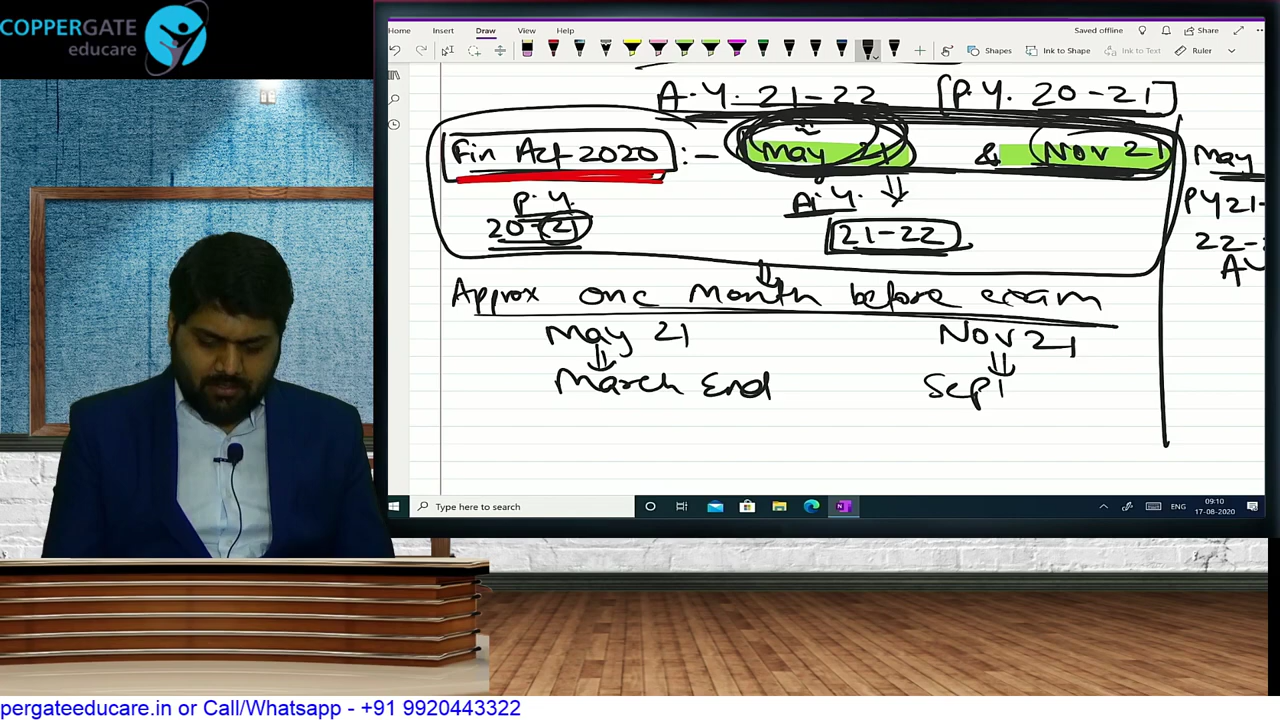 COPPERGATE
educare
Home Insert Draw View Help
Saved offline
Share
Shapes
Ink to Shape
Ink to Text
Ruler
A.Y. 21-22 [P.Y. 20-21]
Fin Act 2020 :- May 21 & Nov 21
P.Y.
20-21
A.Y.
21-22
May
PY 21-
22-
Approx one month before exam
May 21 Nov 21
March End Sept
Type here to search
ENG
09:10
17-08-2020
pergateeducare.in or Call/Whatsapp - +91 9920443322